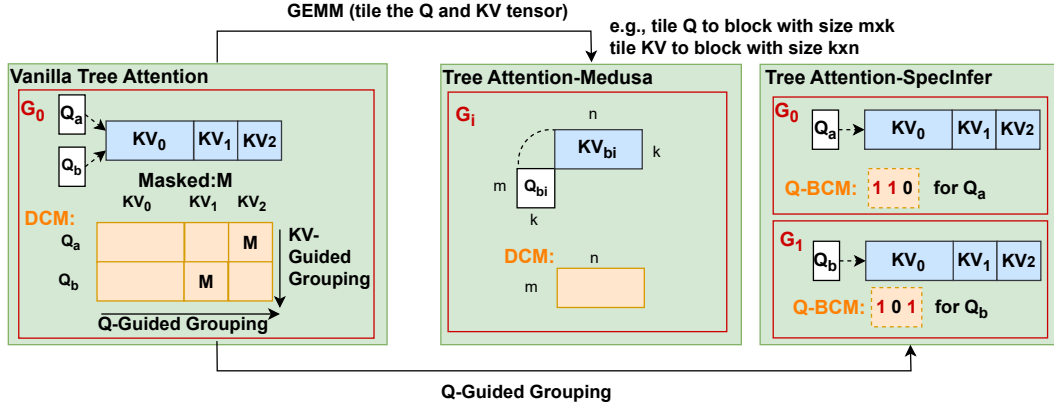 GEMM (tile the Q and KV tensor)
e.g., tile Q to block with size mxk
tile KV to block with size kxn
Vanilla Tree Attention
G0
Qa
Qb
KV0 KV1 KV2
Masked:M
KV0 KV1 KV2
DCM:
Qa M
Qb M
KV-
Guided
Grouping
Q-Guided Grouping
Tree Attention-Medusa
Gi
n
KVbi k
m Qbi
k
DCM: n
m
Tree Attention-SpecInfer
G0
Qa KV0 KV1 KV2
Q-BCM: 1 1 0 for Qa
G1
Qb KV0 KV1 KV2
Q-BCM: 1 0 1 for Qb
Q-Guided Grouping